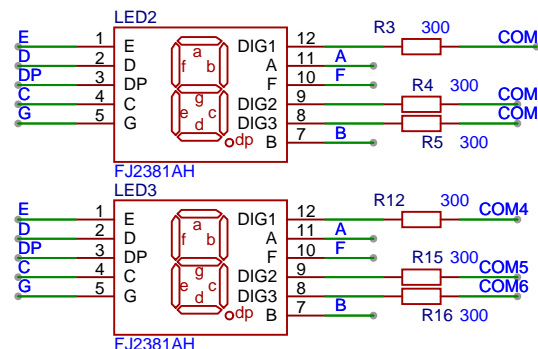 LED2
R3 300
E 1 E DIG1 12 COM
D 2 D A 11 A
DP 3 DP F 10 F
R4 300
C 4 C DIG2 9 COM
G 5 G DIG3 8 COM
B 7 B
R5 300
a
f b
g
e c
d
dp
FJ2381AH
LED3
R12 300
E 1 E DIG1 12 COM4
D 2 D A 11 A
DP 3 DP F 10 F
R15 300
C 4 C DIG2 9 COM5
G 5 G DIG3 8 COM6
B 7 B
R16 300
a
f b
g
e c
d
dp
FJ2381AH